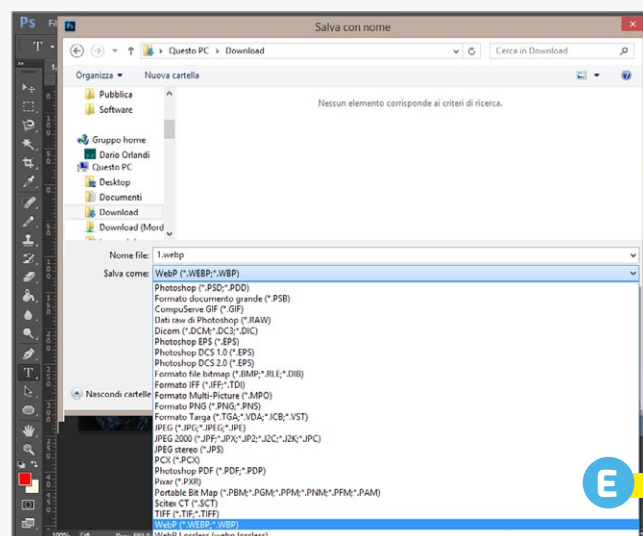 Ps
Salva con nome
Questo PC Download
Cerca in Download
Organizza
Nuova cartella
Pubblica
Software
Nessun elemento corrisponde ai criteri di ricerca.
Gruppo home
Dario Orlandi
Questo PC
Desktop
Documenti
Download
Download (Mord
Nome file: 1.webp
Salva come: WebP (*.WEBP;*.WBP)
Photoshop (*.PSD;*.PDD)
Formato documento grande (*.PSB)
CompuServe GIF (*.GIF)
Dati raw di Photoshop (*.RAW)
Dicom (*.DCM;*.DC3;*.DIC)
Photoshop EPS (*.EPS)
Photoshop DCS 1.0 (*.EPS)
Photoshop DCS 2.0 (*.EPS)
Formato file bitmap (*.BMP;*.RLE;*.DIB)
Formato IFF (*.IFF;*.TDI)
Formato Multi-Picture (*.MPO)
Formato PNG (*.PNG;*.PNS)
Formato Targa (*.TGA;*.VDA;*.ICB;*.VST)
JPEG (*.JPG;*.JPEG;*.JPE)
JPEG 2000 (*.JPF;*.JPX;*.JP2;*.J2C;*.J2K;*.JPC)
JPEG stereo (*.JPS)
PCX (*.PCX)
Photoshop PDF (*.PDF;*.PDP)
Pixar (*.PXR)
Portable Bit Map (*.PBM;*.PGM;*.PPM;*.PNM;*.PFM;*.PAM)
Scitex CT (*.SCT)
TIFF (*.TIF;*.TIFF)
WebP (*.WEBP;*.WBP)
WebP Lossless (webp lossless)
Nascondi cartelle
E
100%